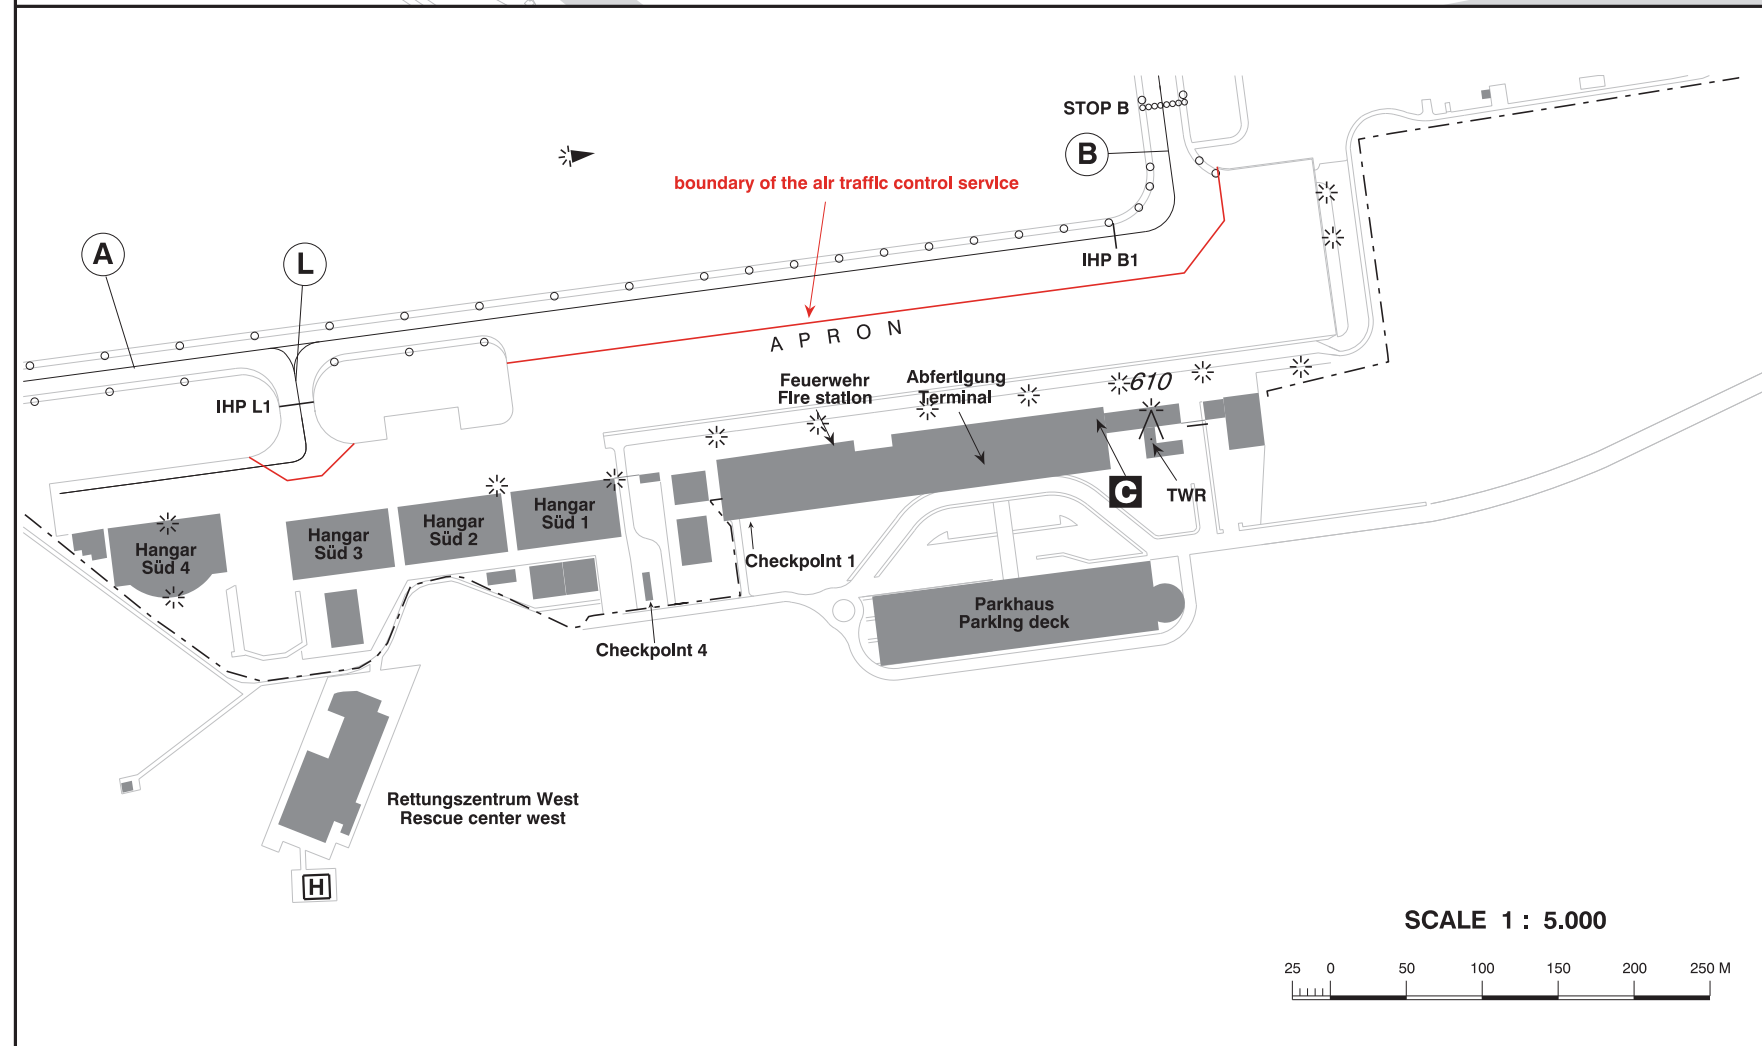 STOP B
B
boundary of the air traffic control service
A
L
IHP B1
APRON
Feuerwehr
Fire station
Abfertigung
Terminal
610
IHP L1
C
TWR
Hangar
Süd 1
Hangar
Süd 2
Hangar
Süd 3
Hangar
Süd 4
Checkpoint 1
Parkhaus
Parking deck
Checkpoint 4
Rettungszentrum West
Rescue center west
H
SCALE 1 : 5.000
25 0 50 100 150 200 250 M